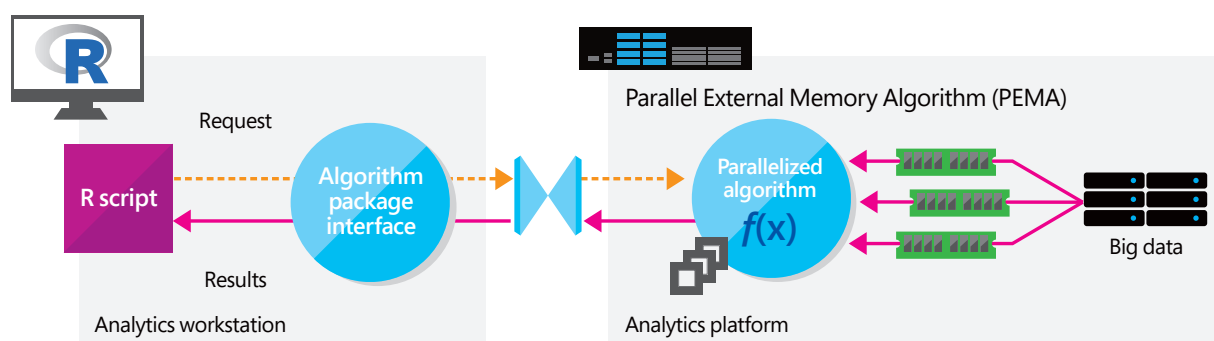 R
Parallel External Memory Algorithm (PEMA)
Request
R script
Algorithm
package
interface
Parallelized
algorithm
f(x)
Big data
Results
Analytics workstation
Analytics platform